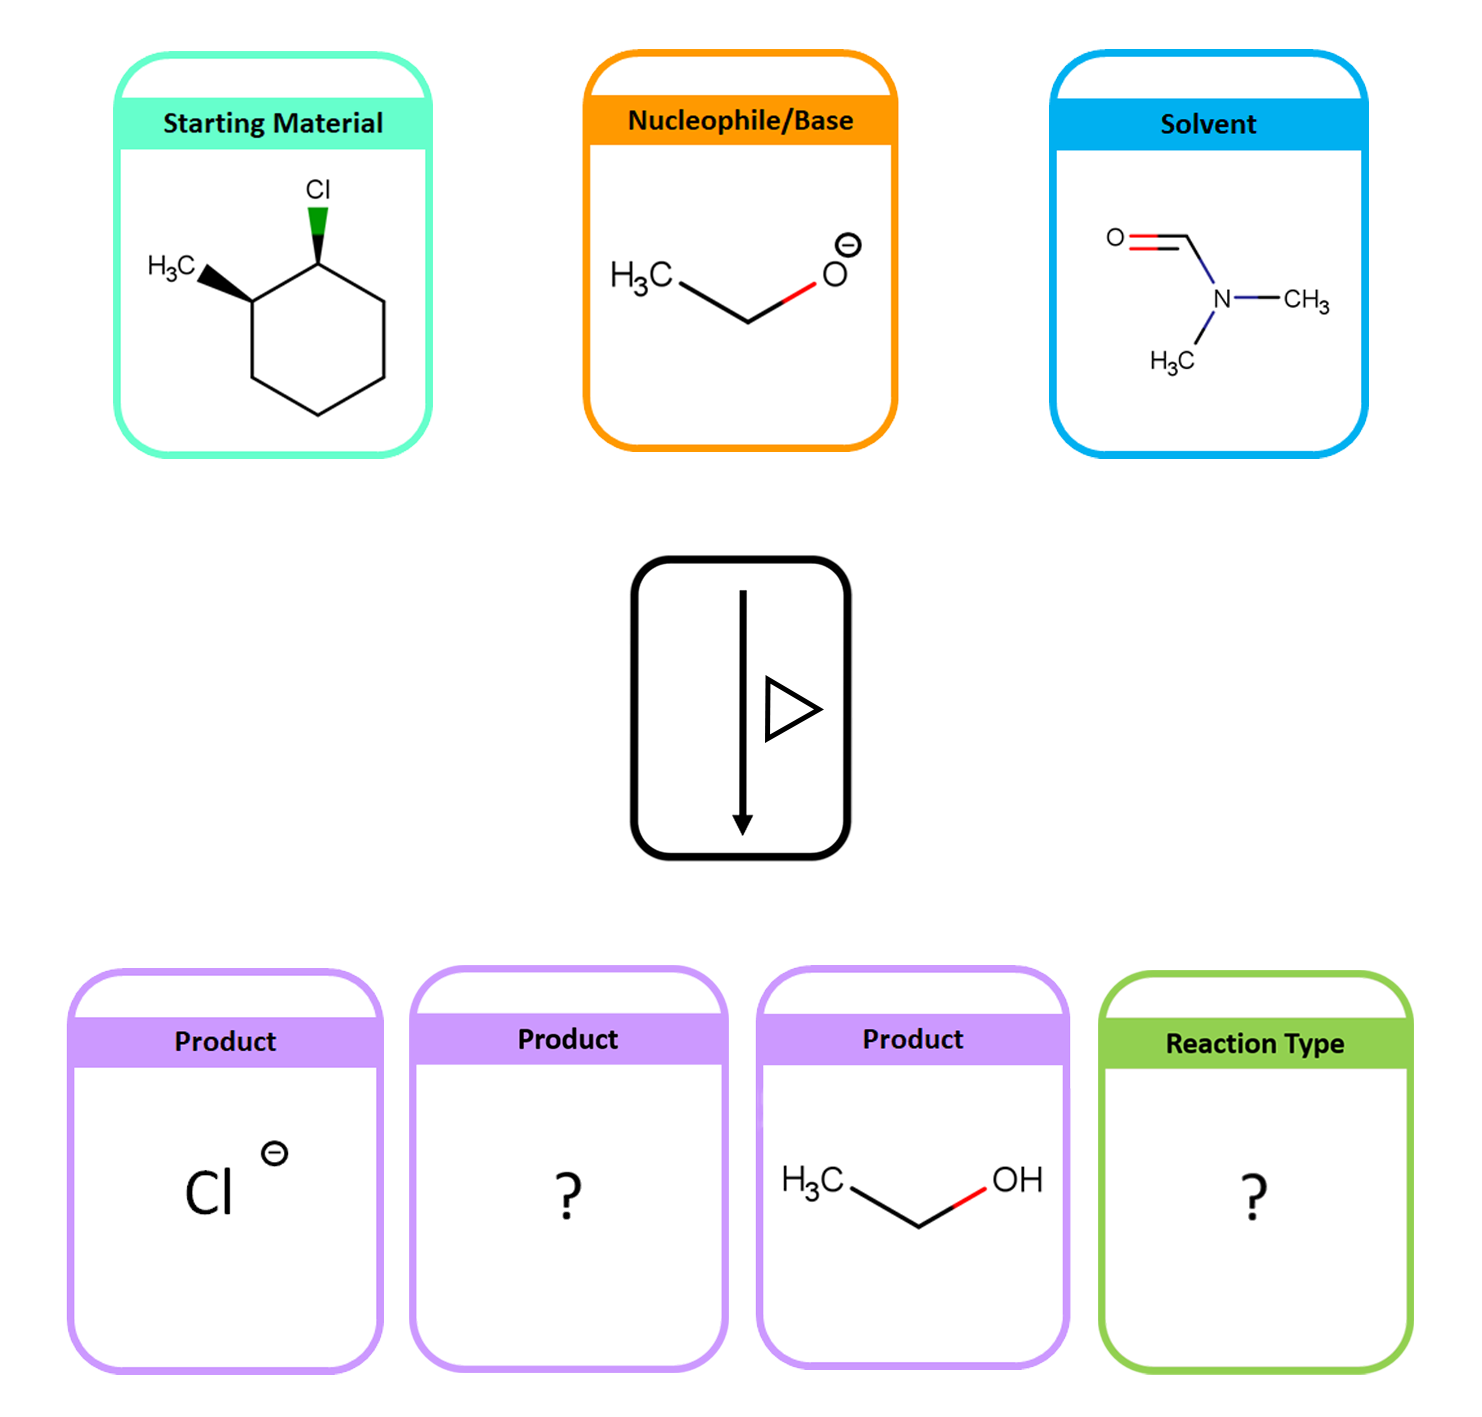 Starting Material
Nucleophile/Base
Solvent
Cl
H₃C
H₃C
O⊖
O
N
CH₃
H₃C
Product
Product
Product
Reaction Type
Cl⊖
?
H₃C
OH
?